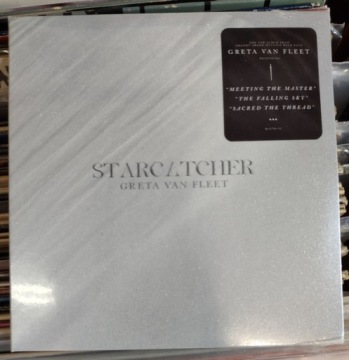 GRETA VAN FLEET
"MEETING THE MASTER"
"THE FALLING SKY"
"SACRED THE THREAD"
STARCATCHER
GRETA VAN FLEET